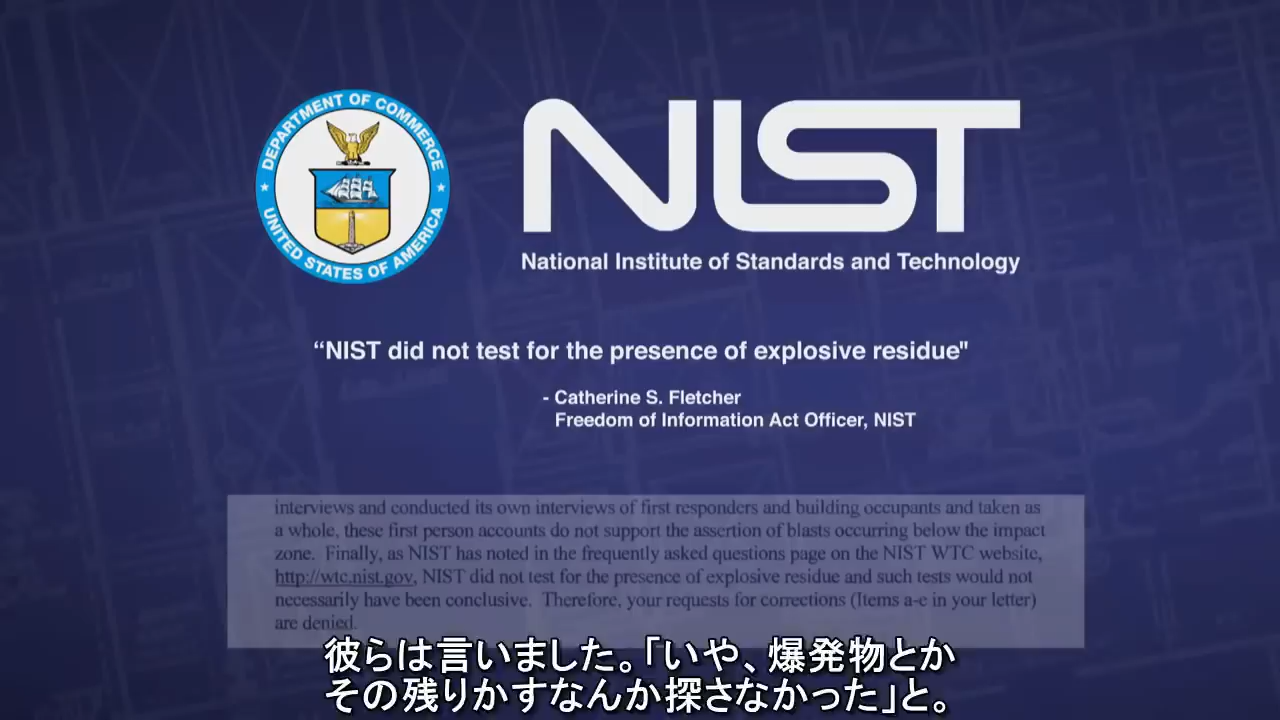 DEPARTMENT OF COMMERCE
UNITED STATES OF AMERICA
NIST
National Institute of Standards and Technology
“NIST did not test for the presence of explosive residue"
- Catherine S. Fletcher
Freedom of Information Act Officer, NIST
interviews and conducted its own interviews of first responders and building occupants and taken as
a whole, these first person accounts do not support the assertion of blasts occurring below the impact
zone. Finally, as NIST has noted in the frequently asked questions page on the NIST WTC website,
http://wtc.nist.gov, NIST did not test for the presence of explosive residue and such tests would not
necessarily have been conclusive. Therefore, your requests for corrections (Items a-e in your letter)
are denied.
彼らは言いました。「いや、爆発物とか
その残りかすなんか探さなかった」と。